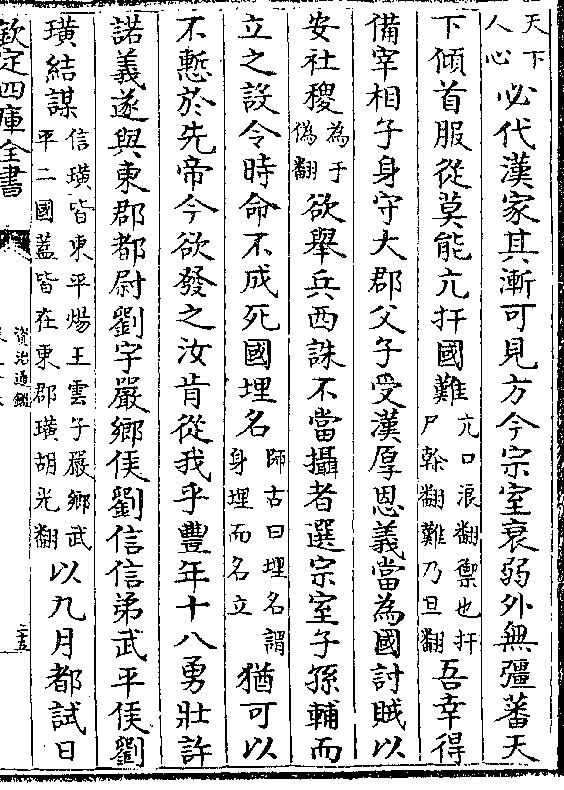 天下人心必代漢家其漸可見方今宗室衰弱外無彊蕃天
下傾首服從莫能亢扞國難亢口浪翻禦也扞户幹翻難乃旦翻吾幸得
備宰相子身守大郡父子受漢厚恩義當為國討賊以
安社稷為于偽翻欲舉兵西誅不當攝者選宗室子孫輔而
立之設令時命不成死國埋名師古曰埋名謂身埋而名立猶可以
不慙於先帝今欲發之汝肯從我乎豐年十八勇壯許
諾義遂與東郡都尉劉宇嚴鄉侯劉信信弟武平侯劉
璜結謀信璜皆東平煬王雲子嚴鄉武平二國蓋皆在東郡璜胡光翻以九月都試日
欽定四庫全書
資治通鑑
二十五